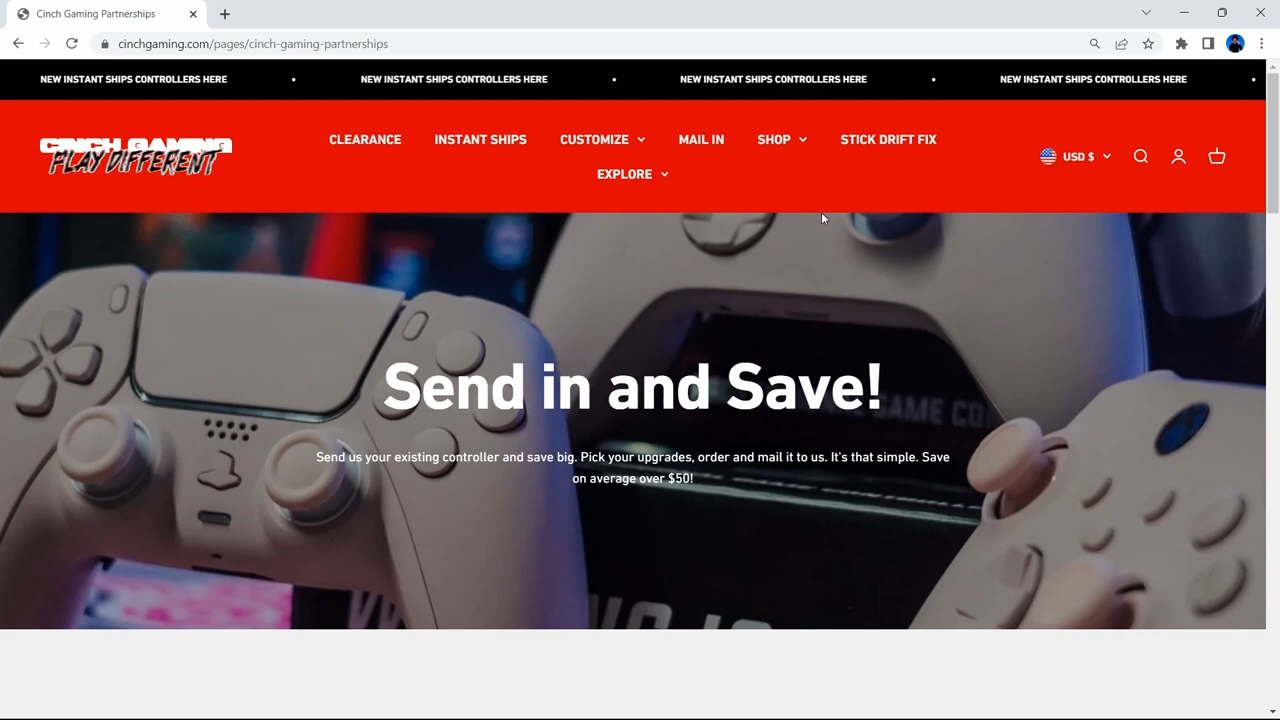 Cinch Gaming Partnerships
cinchgaming.com/pages/cinch-gaming-partnerships
NEW INSTANT SHIPS CONTROLLERS HERE • NEW INSTANT SHIPS CONTROLLERS HERE • NEW INSTANT SHIPS CONTROLLERS HERE • NEW INSTANT SHIPS CONTROLLERS HERE •
CINCH GAMING
PLAY DIFFERENT
CLEARANCE INSTANT SHIPS CUSTOMIZE MAIL IN SHOP STICK DRIFT FIX
EXPLORE
USD $
Send in and Save!
Send us your existing controller and save big. Pick your upgrades, order and mail it to us. It's that simple. Save
on average over $50!